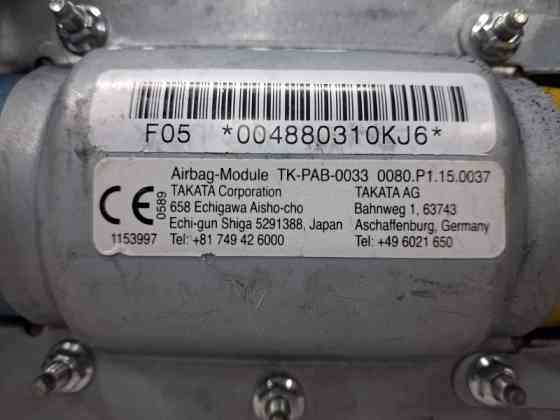 F05 *004880310KJ6*
Airbag-Module TK-PAB-0033 0080.P1.15.0037
CE 0589
1153997
TAKATA Corporation
658 Echigawa Aisho-cho
Echi-gun Shiga 5291388, Japan
Tel: +81 749 42 6000
TAKATA AG
Bahnweg 1, 63743
Aschaffenburg, Germany
Tel: +49 6021 650